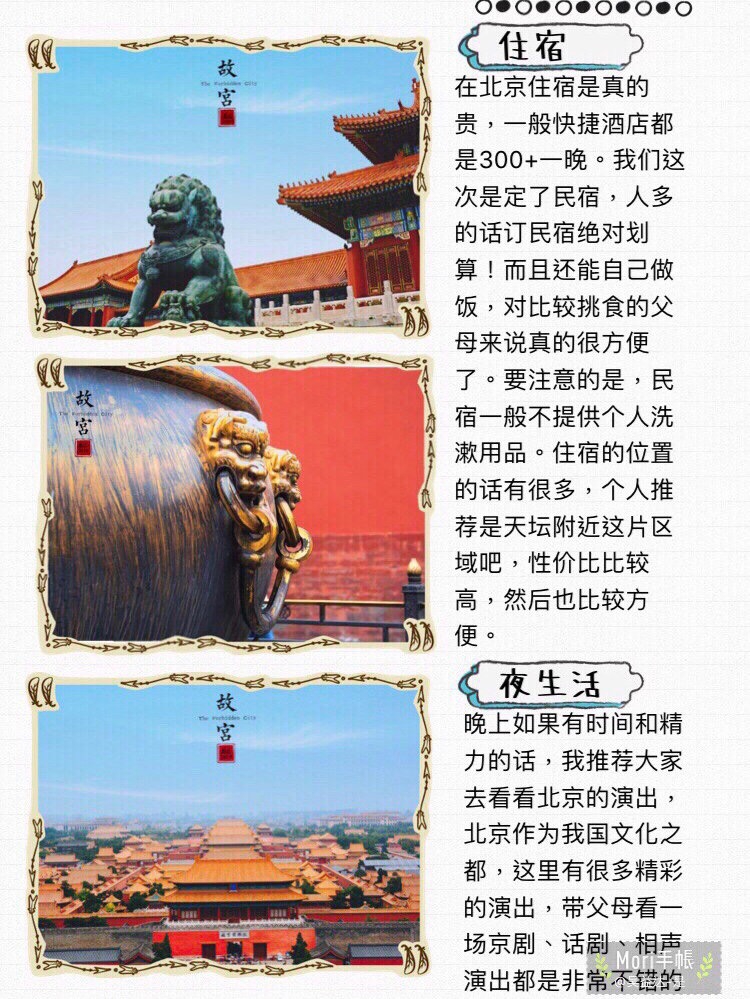 故
The Forbidden City
宫
故
The Forbidden City
宫
故
The Forbidden City
宫
住宿
在北京住宿是真的
贵，一般快捷酒店都
是300+一晚。我们这
次是定了民宿，人多
的话订民宿绝对划
算！而且还能自己做
饭，对比较挑食的父
母来说真的很方便
了。要注意的是，民
宿一般不提供个人洗
漱用品。住宿的位置
的话有很多，个人推
荐是天坛附近这片区
域吧，性价比比较
高，然后也比较方
便。
夜生活
晚上如果有时间和精
力的话，我推荐大家
去看看北京的演出，
北京作为我国文化之
都，这里有很多精彩
的演出，带父母看一
场京剧、话剧、相声
演出都是非常不错的
Mori手帳